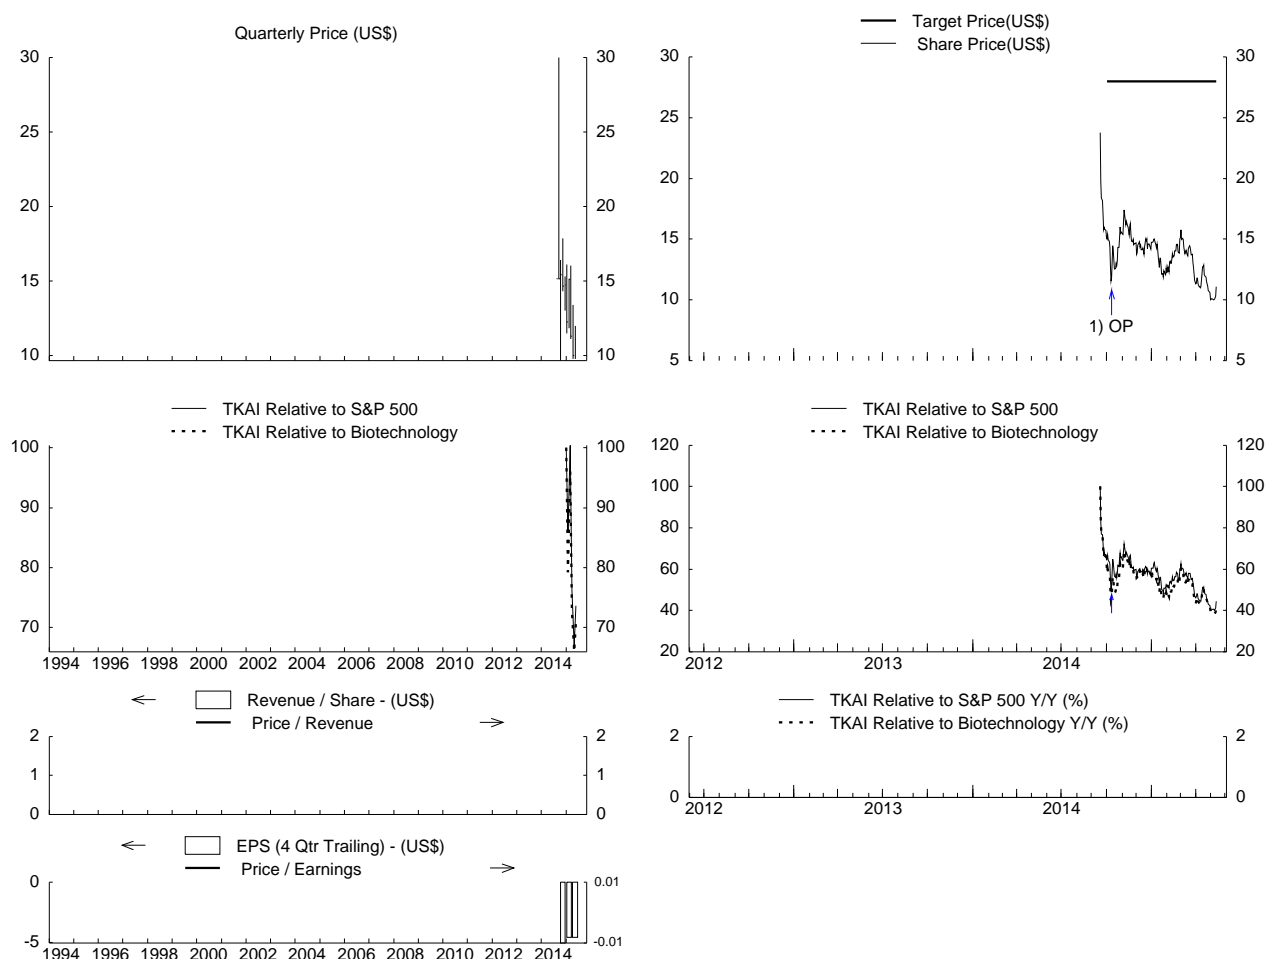 Quarterly Price (US$)
30 30
25 25
20 20
15 15
10 10
Target Price(US$)
Share Price(US$)
30 30
25 25
20 20
15 15
10 10
1) OP
5 5
TKAI Relative to S&P 500
TKAI Relative to Biotechnology
100 100
90 90
80 80
70 70
1994 1996 1998 2000 2002 2004 2006 2008 2010 2012 2014
TKAI Relative to S&P 500
TKAI Relative to Biotechnology
120 120
100 100
80 80
60 60
40 40
20 20
2012 2013 2014
Revenue / Share - (US$)
Price / Revenue
2 2
1 1
0 0
TKAI Relative to S&P 500 Y/Y (%)
TKAI Relative to Biotechnology Y/Y (%)
2 2
0 0
2012 2013 2014
EPS (4 Qtr Trailing) - (US$)
Price / Earnings
0 0.01
-5 -0.01
1994 1996 1998 2000 2002 2004 2006 2008 2010 2012 2014